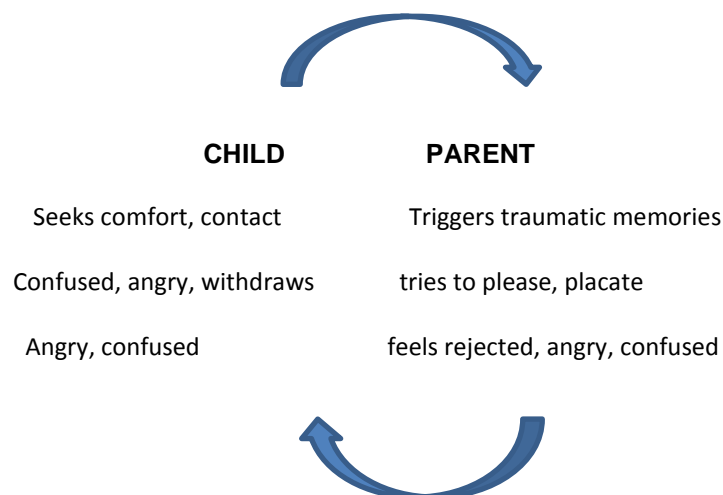 CHILD PARENT
Seeks comfort, contact Triggers traumatic memories
Confused, angry, withdraws tries to please, placate
Angry, confused feels rejected, angry, confused